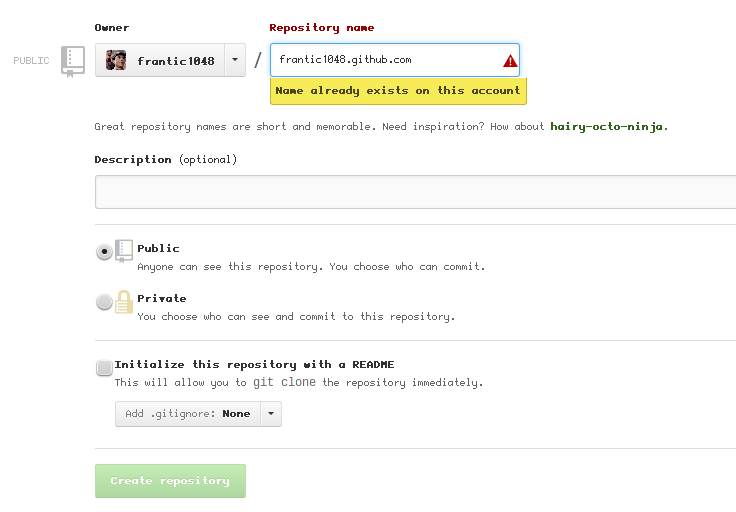 Owner
Repository name
PUBLIC
frantic1048
/
frantic1048.github.com
Name already exists on this account
Great repository names are short and memorable. Need inspiration? How about hairy-octo-ninja.
Description (optional)
Public
Anyone can see this repository. You choose who can commit.
Private
You choose who can see and commit to this repository.
Initialize this repository with a README
This will allow you to git clone the repository immediately.
Add .gitignore: None
Create repository